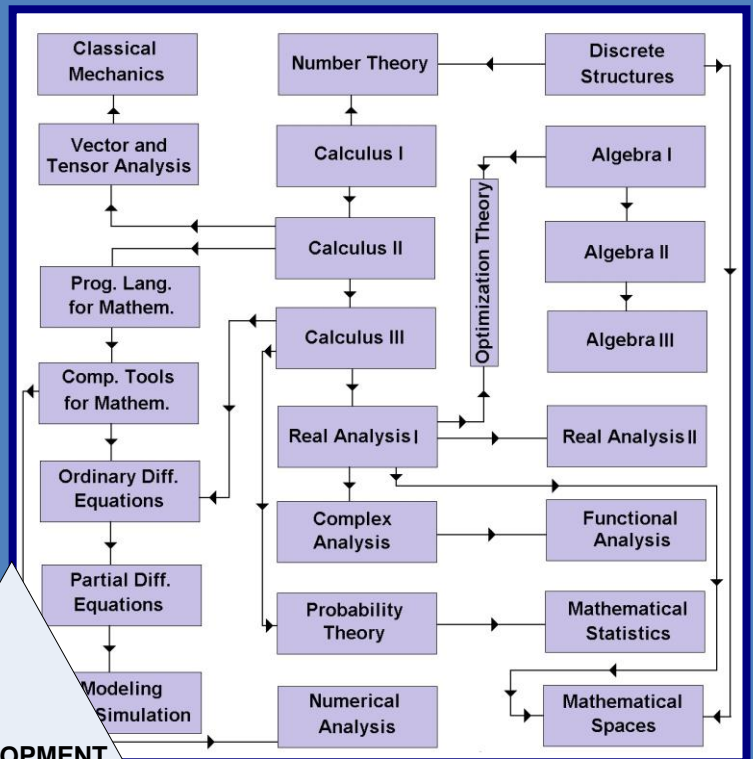 Classical
Mechanics
Number Theory
Discrete
Structures
Vector and
Tensor Analysis
Calculus I
Algebra I
Optimization Theory
Calculus II
Algebra II
Prog. Lang.
for Mathem.
Calculus III
Algebra III
Comp. Tools
for Mathem.
Real Analysis I
Real Analysis II
Ordinary Diff.
Equations
Complex
Analysis
Functional
Analysis
Partial Diff.
Equations
Probability
Theory
Mathematical
Statistics
Modeling
Simulation
Numerical
Analysis
Mathematical
Spaces
OPMENT